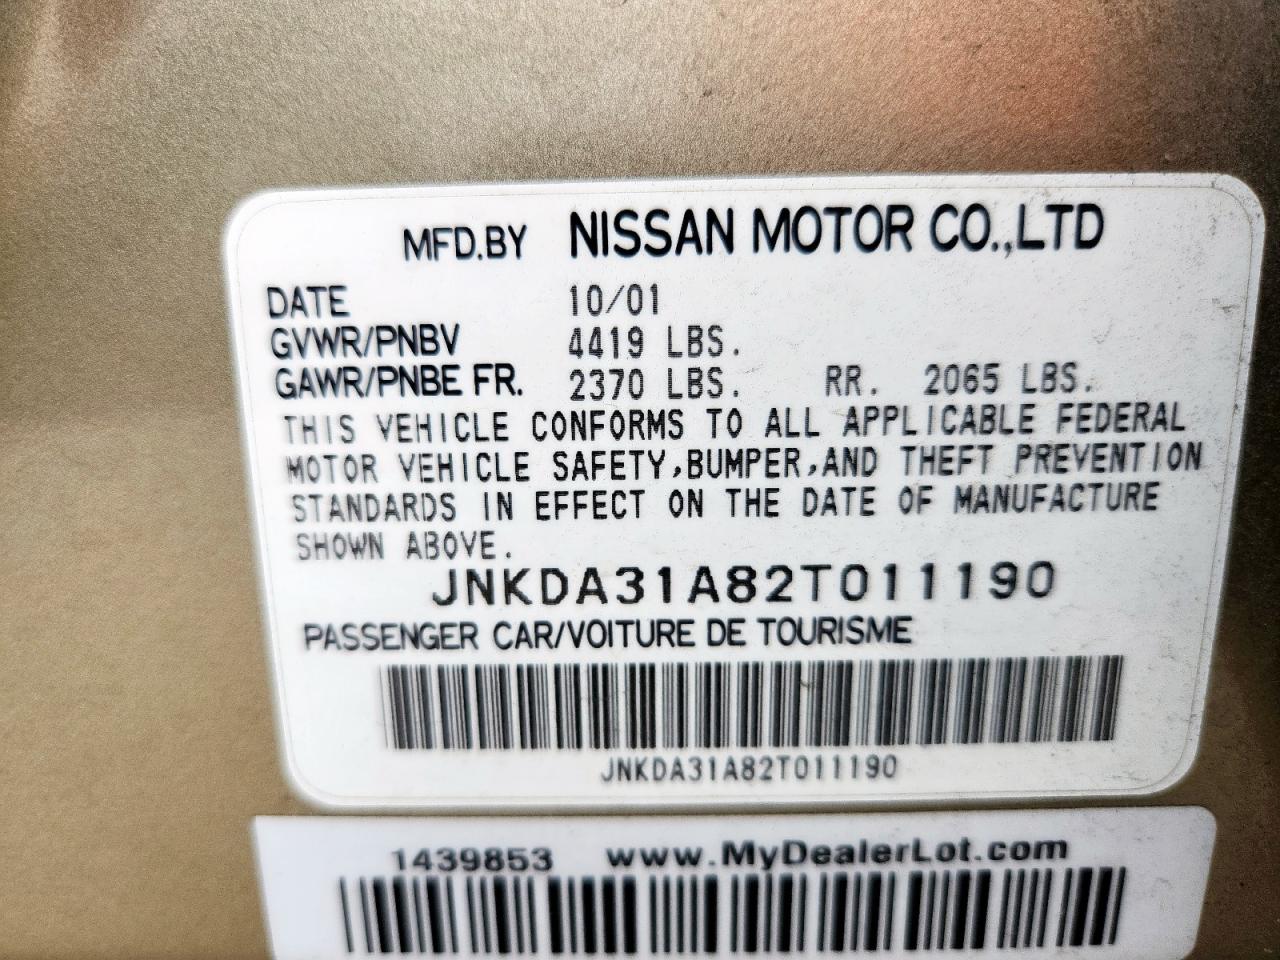 MFD.BY NISSAN MOTOR CO.,LTD
DATE 10/01
GVWR/PNBV 4419 LBS.
GAWR/PNBE FR. 2370 LBS. RR. 2065 LBS.
THIS VEHICLE CONFORMS TO ALL APPLICABLE FEDERAL
MOTOR VEHICLE SAFETY,BUMPER,AND THEFT PREVENTION
STANDARDS IN EFFECT ON THE DATE OF MANUFACTURE
SHOWN ABOVE.
JNKDA31A82T011190
PASSENGER CAR/VOITURE DE TOURISME
JNKDA31A82T011190
1439853 www.MyDealerLot.com